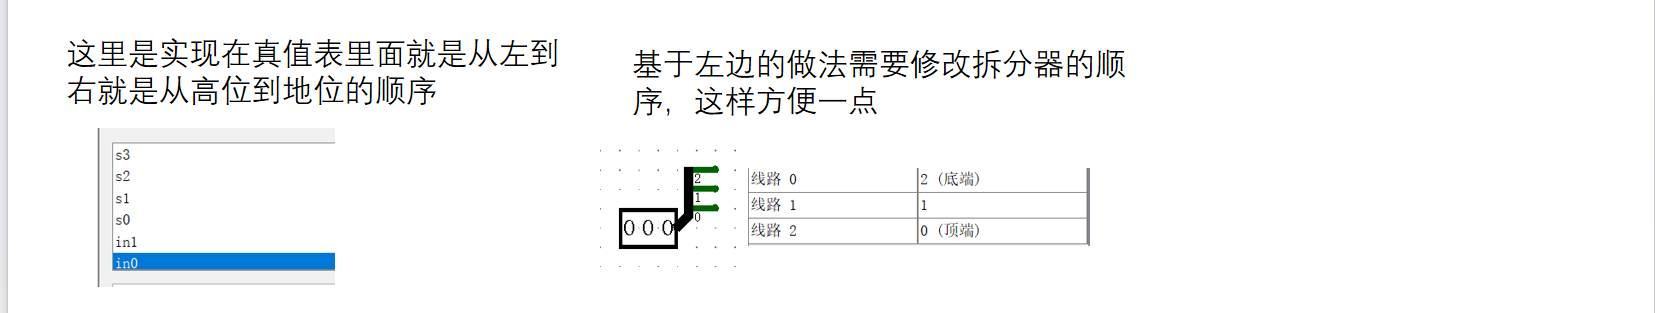 这里是实现在真值表里面就是从左到
右就是从高位到地位的顺序
s3
s2
s1
s0
in1
in0
基于左边的做法需要修改拆分器的顺
序，这样方便一点
2
1
0
0 0 0
线路 0 2 (底端)
线路 1 1
线路 2 0 (顶端)